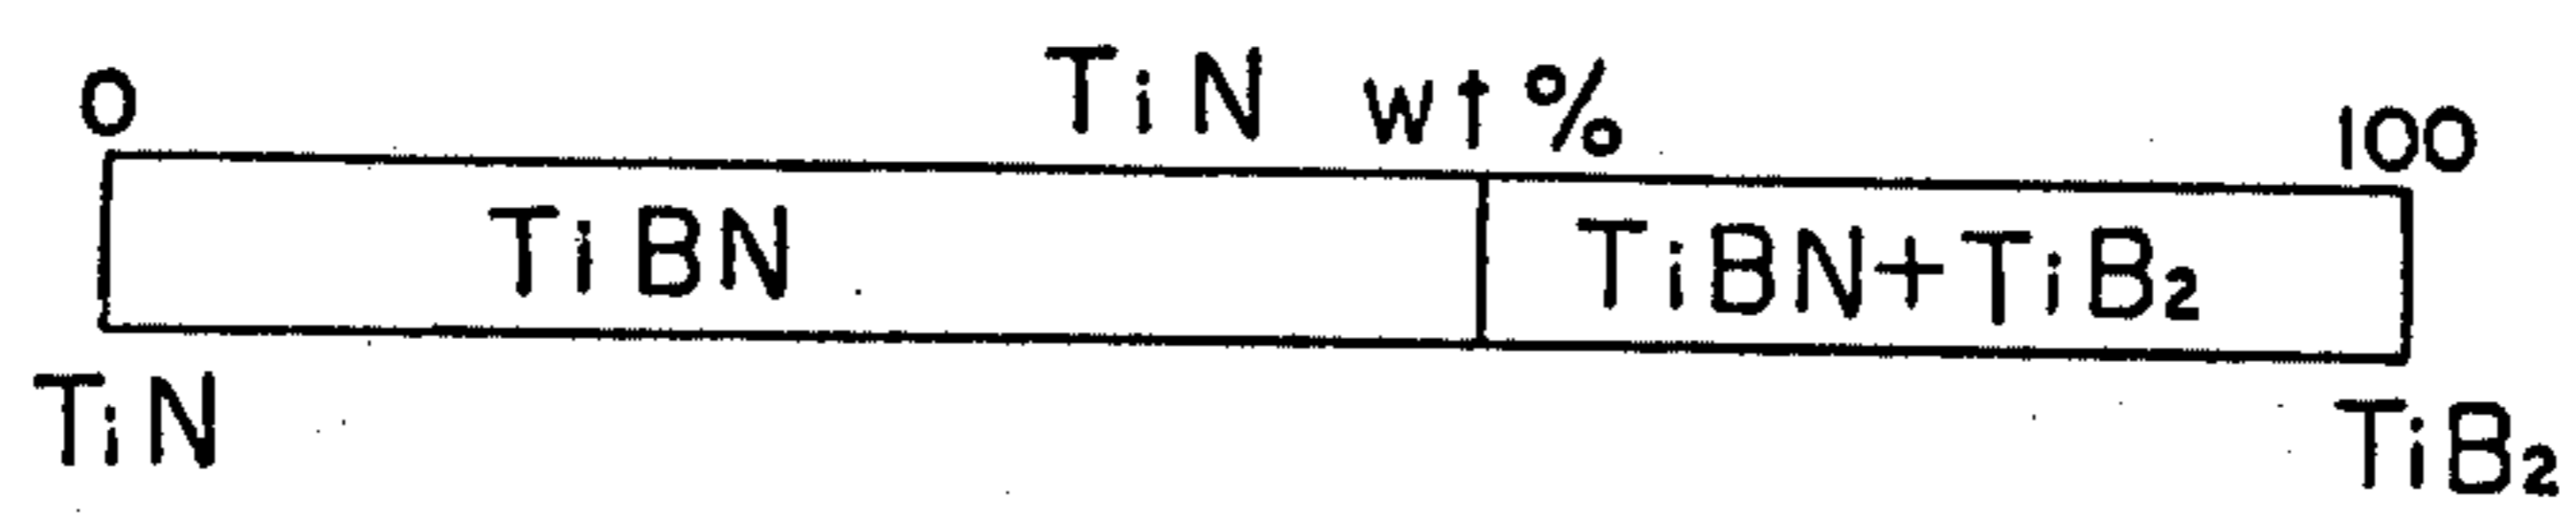 0 TiN wt% 100
TiBN TiBN+TiB₂
TiN TiB₂